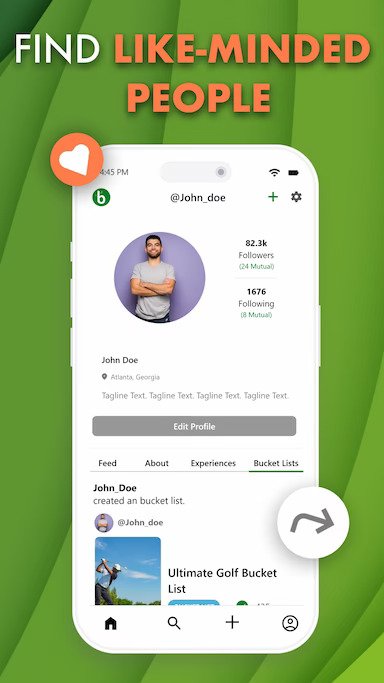 FIND LIKE-MINDED
PEOPLE
4:45 PM
b
@John_doe
82.3k
Followers
(24 Mutual)
1676
Following
(8 Mutual)
John Doe
Atlanta, Georgia
Tagline Text. Tagline Text. Tagline Text. Tagline Text.
Edit Profile
Feed About Experiences Bucket Lists
John_Doe
created an bucket list.
@John_doe
Ultimate Golf Bucket
List